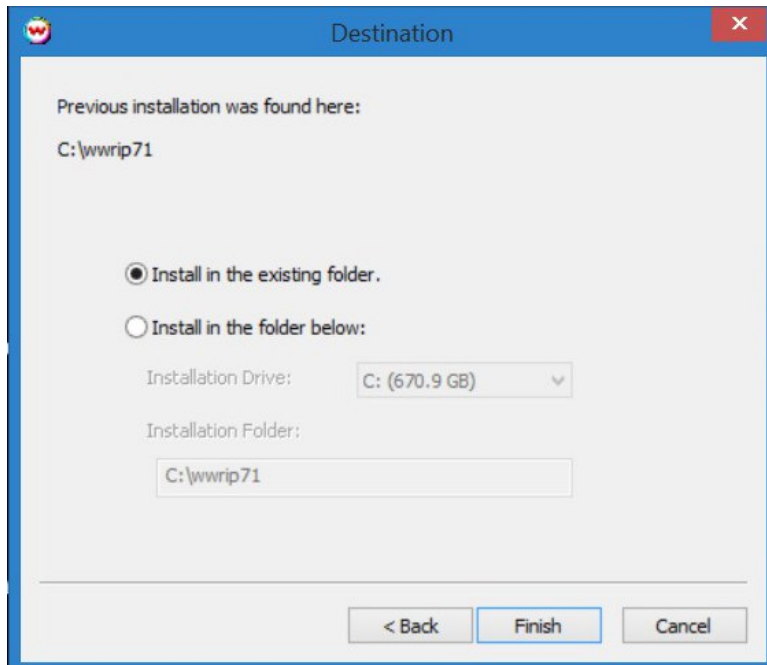 Destination
Previous installation was found here:
C:\wwrip71
Install in the existing folder.
Install in the folder below:
Installation Drive:
C: (670.9 GB)
Installation Folder:
C:\wwrip71
< Back
Finish
Cancel